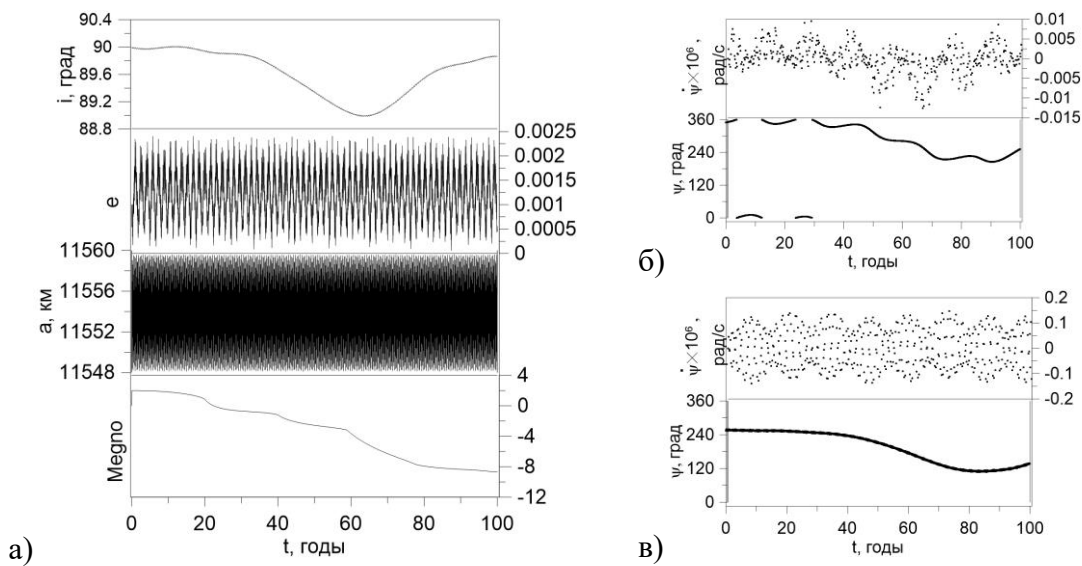 90.4
90
89.6
89.2
88.8
i, град
0.0025
0.002
0.0015
0.001
0.0005
0
e
11560
11556
11552
11548
a, км
4
0
-4
-8
-12
Megno
0 20 40 60 80 100
t, годы
а)
0.01
0.005
0
-0.005
-0.01
-0.015
ψ̇×10⁶,
рад/с
360
240
120
0
ψ, град
0 20 40 60 80 100
t, годы
б)
0.2
0.1
0
-0.1
-0.2
ψ̇×10⁶,
рад/с
360
240
120
0
ψ, град
0 20 40 60 80 100
t, годы
в)